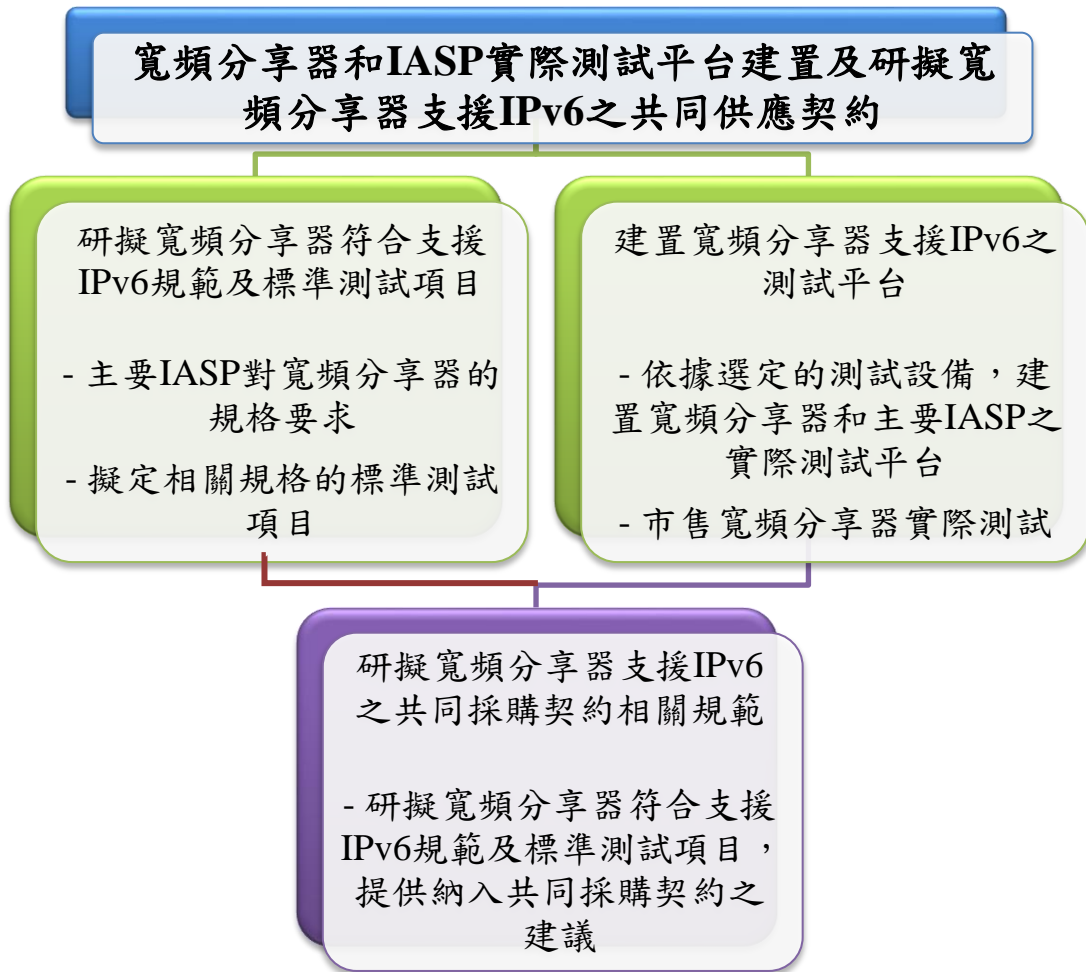 寬頻分享器和IASP實際測試平台建置及研擬寬
頻分享器支援IPv6之共同供應契約
研擬寬頻分享器符合支援
IPv6規範及標準測試項目
- 主要IASP對寬頻分享器的
規格要求
- 擬定相關規格的標準測試
項目
建置寬頻分享器支援IPv6之
測試平台
- 依據選定的測試設備，建
置寬頻分享器和主要IASP之
實際測試平台
- 市售寬頻分享器實際測試
研擬寬頻分享器支援IPv6
之共同採購契約相關規範
- 研擬寬頻分享器符合支援
IPv6規範及標準測試項目，
提供納入共同採購契約之
建議